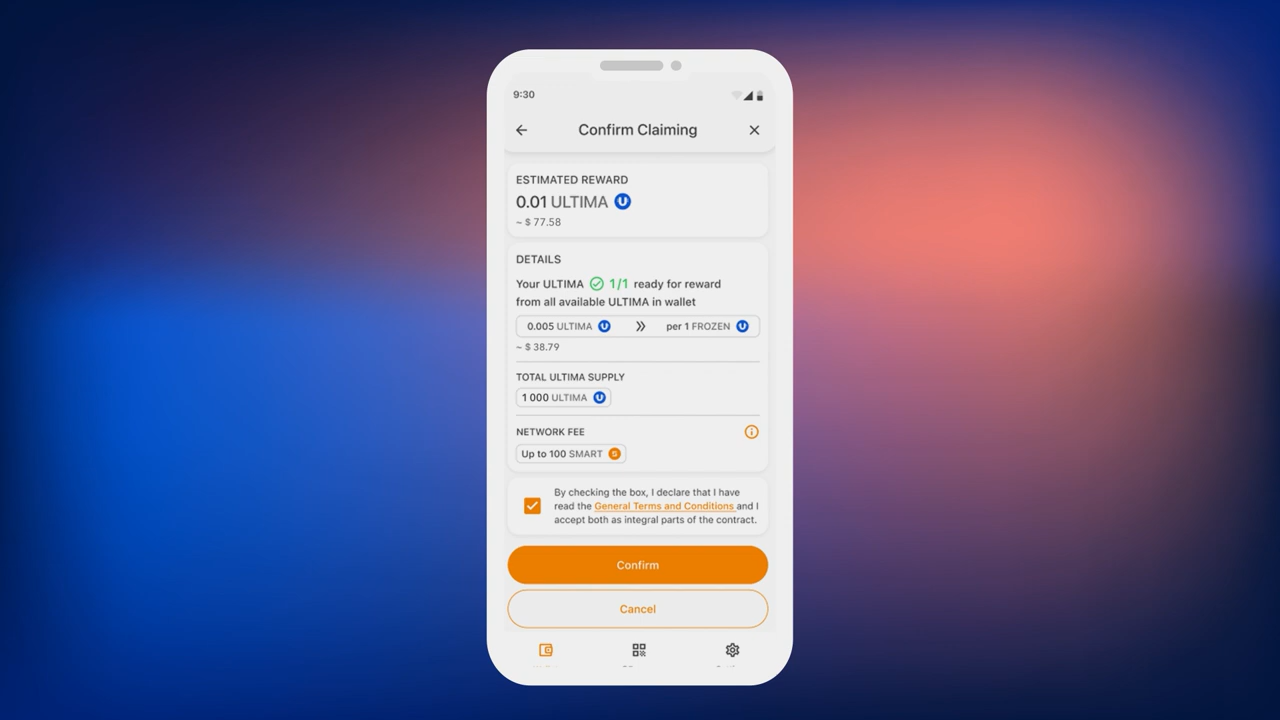 9:30
Confirm Claiming
ESTIMATED REWARD
0.01 ULTIMA
~ $ 77.58
DETAILS
Your ULTIMA 1/1 ready for reward
from all available ULTIMA in wallet
0.005 ULTIMA per 1 FROZEN
~ $ 38.79
TOTAL ULTIMA SUPPLY
1 000 ULTIMA
NETWORK FEE
Up to 100 SMART
By checking the box, I declare that I have
read the General Terms and Conditions and I
accept both as integral parts of the contract.
Confirm
Cancel